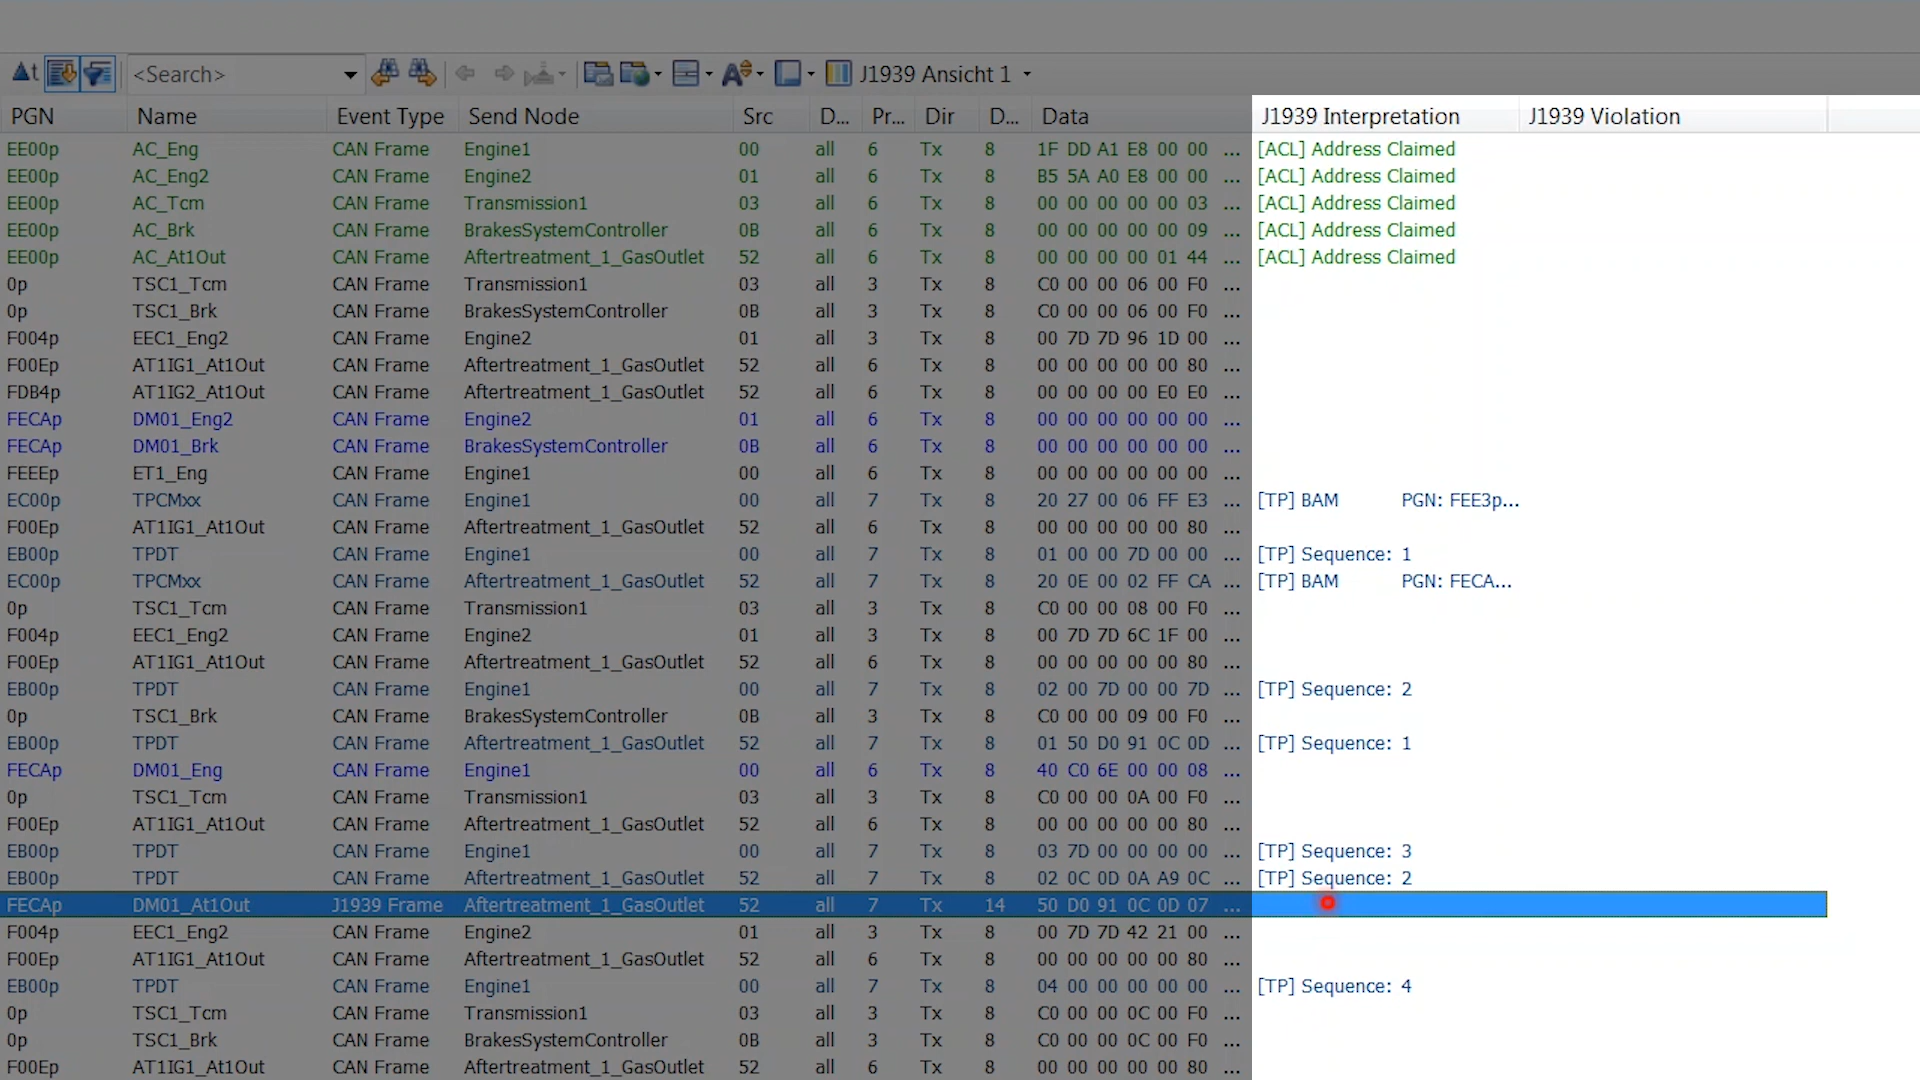 Δt <Search> J1939 Ansicht 1
PGN Name Event Type Send Node Src D... Pr... Dir D... Data J1939 Interpretation J1939 Violation
EE00p AC_Eng CAN Frame Engine1 00 all 6 Tx 8 1F DD A1 E8 00 00 ... [ACL] Address Claimed
EE00p AC_Eng2 CAN Frame Engine2 01 all 6 Tx 8 B5 5A A0 E8 00 00 ... [ACL] Address Claimed
EE00p AC_Tcm CAN Frame Transmission1 03 all 6 Tx 8 00 00 00 00 00 03 ... [ACL] Address Claimed
EE00p AC_Brk CAN Frame BrakesSystemController 0B all 6 Tx 8 00 00 00 00 00 09 ... [ACL] Address Claimed
EE00p AC_At1Out CAN Frame Aftertreatment_1_GasOutlet 52 all 6 Tx 8 00 00 00 00 01 44 ... [ACL] Address Claimed
0p TSC1_Tcm CAN Frame Transmission1 03 all 3 Tx 8 C0 00 00 06 00 F0 ...
0p TSC1_Brk CAN Frame BrakesSystemController 0B all 3 Tx 8 C0 00 00 06 00 F0 ...
F004p EEC1_Eng2 CAN Frame Engine2 01 all 3 Tx 8 00 7D 7D 96 1D 00 ...
F00Ep AT1IG1_At1Out CAN Frame Aftertreatment_1_GasOutlet 52 all 6 Tx 8 00 00 00 00 00 80 ...
FDB4p AT1IG2_At1Out CAN Frame Aftertreatment_1_GasOutlet 52 all 6 Tx 8 00 00 00 00 E0 E0 ...
FECAp DM01_Eng2 CAN Frame Engine2 01 all 6 Tx 8 00 00 00 00 00 00 ...
FECAp DM01_Brk CAN Frame BrakesSystemController 0B all 6 Tx 8 00 00 00 00 00 00 ...
FEEEp ET1_Eng CAN Frame Engine1 00 all 6 Tx 8 00 00 00 00 00 00 ...
EC00p TPCMxx CAN Frame Engine1 00 all 7 Tx 8 20 27 00 06 FF E3 ... [TP] BAM PGN: FEE3p...
F00Ep AT1IG1_At1Out CAN Frame Aftertreatment_1_GasOutlet 52 all 6 Tx 8 00 00 00 00 00 80 ...
EB00p TPDT CAN Frame Engine1 00 all 7 Tx 8 01 00 00 7D 00 00 ... [TP] Sequence: 1
EC00p TPCMxx CAN Frame Aftertreatment_1_GasOutlet 52 all 7 Tx 8 20 0E 00 02 FF CA ... [TP] BAM PGN: FECA...
0p TSC1_Tcm CAN Frame Transmission1 03 all 3 Tx 8 C0 00 00 08 00 F0 ...
F004p EEC1_Eng2 CAN Frame Engine2 01 all 3 Tx 8 00 7D 7D 6C 1F 00 ...
F00Ep AT1IG1_At1Out CAN Frame Aftertreatment_1_GasOutlet 52 all 6 Tx 8 00 00 00 00 00 80 ...
EB00p TPDT CAN Frame Engine1 00 all 7 Tx 8 02 00 7D 00 00 7D ... [TP] Sequence: 2
0p TSC1_Brk CAN Frame BrakesSystemController 0B all 3 Tx 8 C0 00 00 09 00 F0 ...
EB00p TPDT CAN Frame Aftertreatment_1_GasOutlet 52 all 7 Tx 8 01 50 D0 91 0C 0D ... [TP] Sequence: 1
FECAp DM01_Eng CAN Frame Engine1 00 all 6 Tx 8 40 C0 6E 00 00 08 ...
0p TSC1_Tcm CAN Frame Transmission1 03 all 3 Tx 8 C0 00 00 0A 00 F0 ...
F00Ep AT1IG1_At1Out CAN Frame Aftertreatment_1_GasOutlet 52 all 6 Tx 8 00 00 00 00 00 80 ...
EB00p TPDT CAN Frame Engine1 00 all 7 Tx 8 03 7D 00 00 00 00 ... [TP] Sequence: 3
EB00p TPDT CAN Frame Aftertreatment_1_GasOutlet 52 all 7 Tx 8 02 0C 0D 0A A9 0C ... [TP] Sequence: 2
FECAp DM01_At1Out J1939 Frame Aftertreatment_1_GasOutlet 52 all 7 Tx 14 50 D0 91 0C 0D 07 ...
F004p EEC1_Eng2 CAN Frame Engine2 01 all 3 Tx 8 00 7D 7D 42 21 00 ...
F00Ep AT1IG1_At1Out CAN Frame Aftertreatment_1_GasOutlet 52 all 6 Tx 8 00 00 00 00 00 80 ...
EB00p TPDT CAN Frame Engine1 00 all 7 Tx 8 04 00 00 00 00 00 ... [TP] Sequence: 4
0p TSC1_Tcm CAN Frame Transmission1 03 all 3 Tx 8 C0 00 00 0C 00 F0 ...
0p TSC1_Brk CAN Frame BrakesSystemController 0B all 3 Tx 8 C0 00 00 0C 00 F0 ...
F00Ep AT1IG1_At1Out CAN Frame Aftertreatment_1_GasOutlet 52 all 6 Tx 8 00 00 00 00 00 80 ...